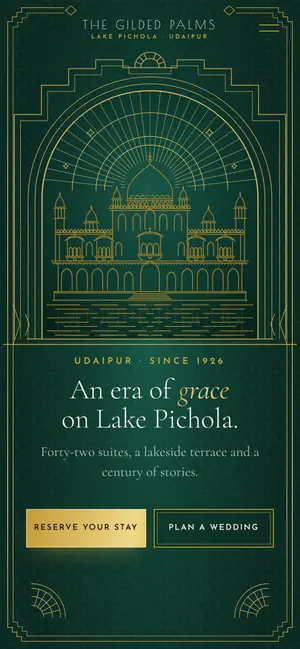 THE GILDED PALMS
LAKE PICHOLA · UDAIPUR
UDAIPUR · SINCE 1926
An era of grace
on Lake Pichola.
Forty-two suites, a lakeside terrace and a
century of stories.
RESERVE YOUR STAY
PLAN A WEDDING